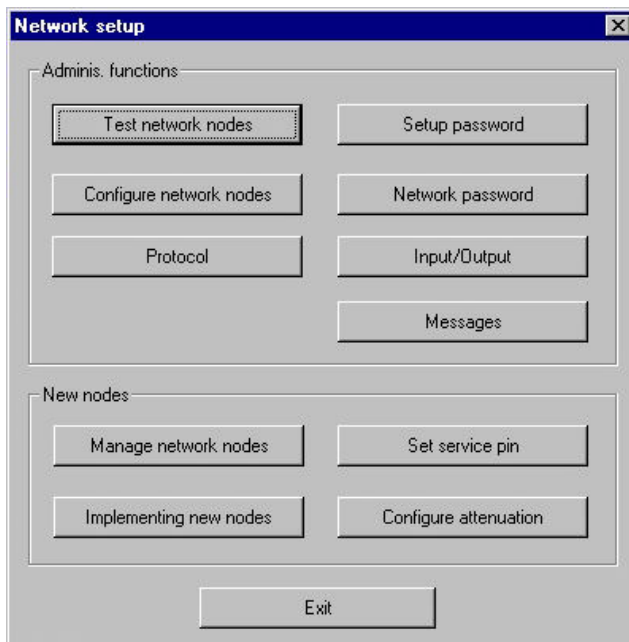 Network setup
Adminis. functions
Test network nodes
Setup password
Configure network nodes
Network password
Protocol
Input/Output
Messages
New nodes
Manage network nodes
Set service pin
Implementing new nodes
Configure attenuation
Exit